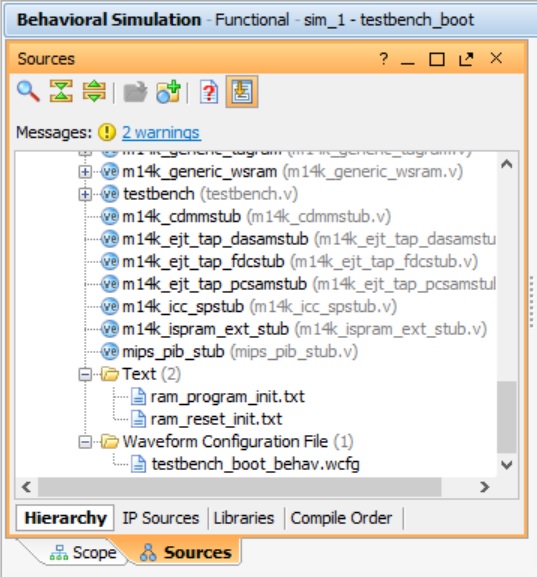 Behavioral Simulation - Functional - sim_1 - testbench_boot
Sources
Messages: 2 warnings
m14k_generic_tagram (m14k_generic_tagram.v)
m14k_generic_wsram (m14k_generic_wsram.v)
testbench (testbench.v)
m14k_cdmmstub (m14k_cdmmstub.v)
m14k_ejt_tap_dasamstub (m14k_ejt_tap_dasamstu
m14k_ejt_tap_fdcstub (m14k_ejt_tap_fdcstub.v)
m14k_ejt_tap_pcsamstub (m14k_ejt_tap_pcsamstul
m14k_icc_spstub (m14k_icc_spstub.v)
m14k_ispram_ext_stub (m14k_ispram_ext_stub.v)
mips_pib_stub (mips_pib_stub.v)
Text (2)
ram_program_init.txt
ram_reset_init.txt
Waveform Configuration File (1)
testbench_boot_behav.wcfg
Hierarchy IP Sources Libraries Compile Order
Scope Sources